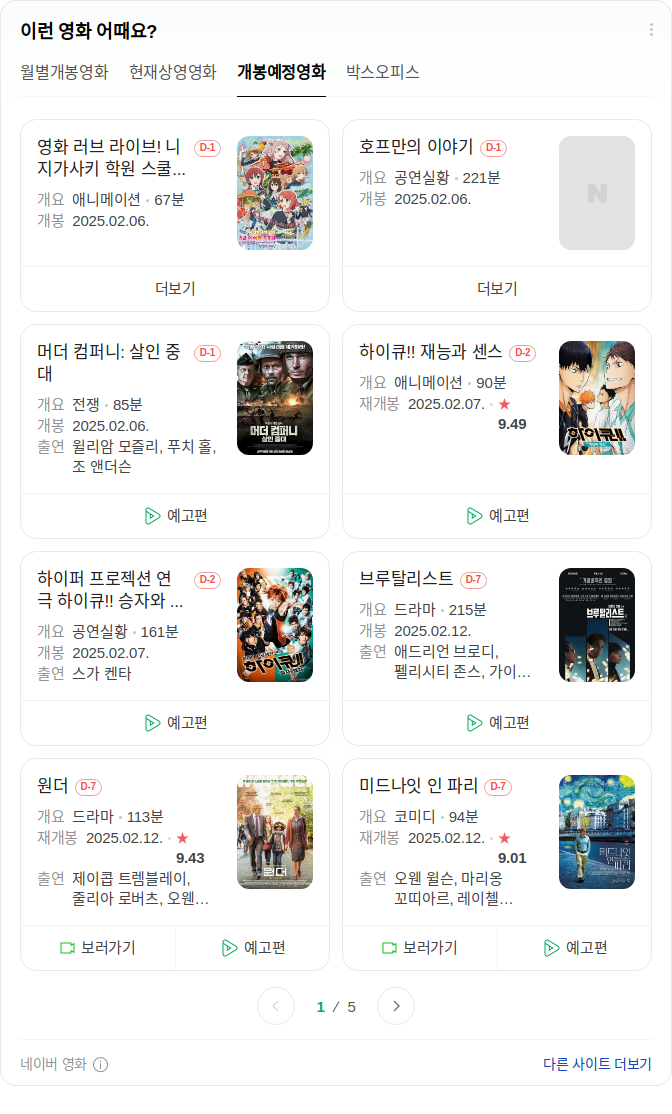 이런 영화 어때요?
월별개봉영화 현재상영영화 개봉예정영화 박스오피스
영화 러브 라이브! 니 D-1
지가사키 학원 스쿨...
개요 애니메이션 · 67분
개봉 2025.02.06.
더보기
호프만의 이야기 D-1
개요 공연실황 · 221분
개봉 2025.02.06.
N
더보기
머더 컴퍼니: 살인 중 D-1
대
개요 전쟁 · 85분
개봉 2025.02.06.
출연 윌리암 모즐리, 푸치 홀,
조 앤더슨
머더 컴퍼니
살인 중대
예고편
하이큐!! 재능과 센스 D-2
개요 애니메이션 · 90분
재개봉 2025.02.07. · ★
9.49
하이큐!!
예고편
하이퍼 프로젝션 연 D-2
극 하이큐!! 승자와 ...
개요 공연실황 · 161분
개봉 2025.02.07.
출연 스가 켄타
하이큐!!
예고편
브루탈리스트 D-7
개요 드라마 · 215분
개봉 2025.02.12.
출연 애드리언 브로디,
펠리시티 존스, 가이...
브루탈리스트
예고편
원더 D-7
개요 드라마 · 113분
재개봉 2025.02.12. · ★
9.43
출연 제이콥 트렘블레이,
줄리아 로버츠, 오웬...
원더
보러가기 예고편
미드나잇 인 파리 D-7
개요 코미디 · 94분
재개봉 2025.02.12. · ★
9.01
출연 오웬 윌슨, 마리옹
꼬띠아르, 레이첼...
미드나잇
인 파리
보러가기 예고편
1 / 5
네이버 영화
다른 사이트 더보기